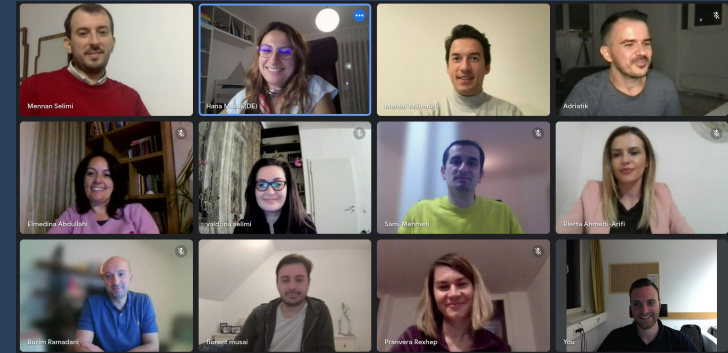 Mennan Selimi
Hana
(DE)
Adriatik
Elmedina Abdullahi
valdrina selimi
Sami Mehmeti
Blerta Ahmedi-Arifi
Burim Ramadani
florent musai
Pranvera Rexhep
You